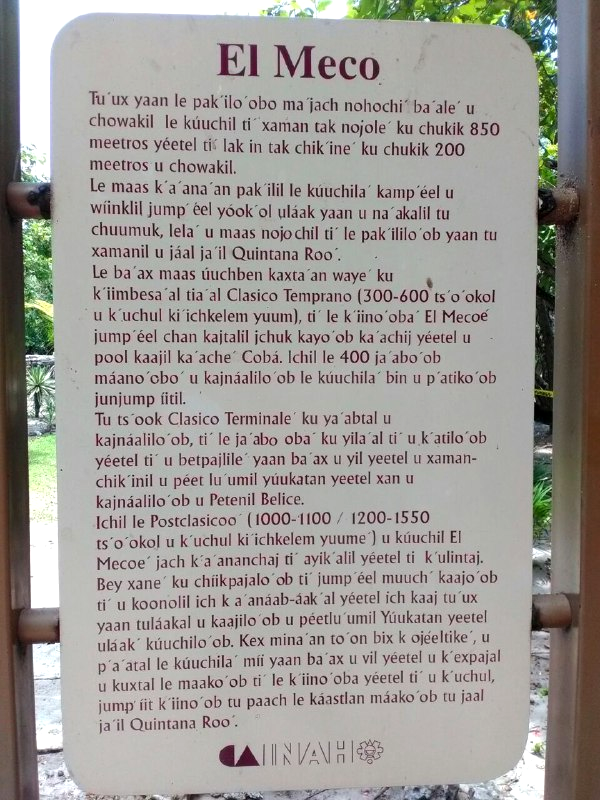 El Meco
Tu´ux yaan le pak´ilo´obo ma´jach nohochi´ ba´ale´ u
chowakil le kúuchil ti´ xaman tak nojole´ ku chukik 850
meetros yéetel ti´ lak in tak chik´ine´ ku chukik 200
meetros u chowakil.
Le maas k´a´ana´an pak´ilil le kúuchila´ kamp´éel u
wíinklil jump´éel yóok´ol uláak yaan u na´akalil tu
chuumuk, lela´ u maas nojochil ti´ le pak´ililo´ob yaan tu
xamanil u jáal ja´il Quintana Roo´.
Le ba´ax maas úuchben kaxta´an waye´ ku
k´iimbesa´al tia´al Clasico Temprano (300-600 ts´o´okol
u k´uchul ki´ichkelem yuum), ti´ le k´iino´oba´ El Mecoe´
jump´éel chan kajtalil jchuk kayo´ob ka´achij yéetel u
pool kaajil ka´ache´ Cobá. Ichil le 400 ja´abo´ob
máano´obo´ u kajnáalilo´ob le kúuchila´ bin u p´atiko´ob
junjump íitil.
Tu ts´ook Clasico Terminale´ ku ya´abtal u
kajnáalilo´ob, ti´ le ja´abo oba´ ku yila´al ti´ u k´atilo´ob
yéetel ti´ u betpajlile´ yaan ba´ax u yil yeetel u xaman-
chik´inil u péet lu´umil yúukatan yeetel xan u
kajnáalilo´ob u Petenil Belice.
Ichil le Postclasicoo´ (1000-1100 / 1200-1550
ts´o´okol u k´uchul ki´ichkelem yuume´) u kúuchil El
Mecoe´ jach k´a´ananchaj ti´ ayik´alil yéetel ti k´ulintaj.
Bey xane´ ku chíikpajalo´ob ti´ jump´éel muuch´ kaajo´ob
ti´ u koonolil ich k a´anáab-áak´al yéetel ich kaaj tu´ux
yaan tuláakal u kaajilo´ob u péetlu´umil Yúukatan yeetel
uláak´ kúuchilo´ob. Kex mina´an to´on bix k ojéeltike´, u
p´a´atal le kúuchila´ míi yaan ba´ax u yil yéetel u k´expajal
u kuxtal le maako´ob ti´ le k´iino´oba yéetel ti´ u k´uchul,
jump´íit k´iino´ob tu paach le káastlan máako´ob tu jaal
ja´il Quintana Roo´.
INAH